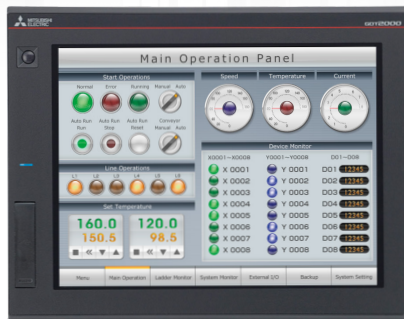 MITSUBISHI
ELECTRIC
GOT2000
Main Operation Panel
Start Operations
Normal Error Running Manual Auto
Auto Run Run Auto Run Stop Auto Run Reset Conveyor Manual Auto
Line Operations
L1 L2 L3 L4 L5 L6
Set Temperature
160.0 120.0
150.5 98.5
Speed Temperature Current
Device Monitor
X0001~X0008 Y0001~Y0008 D01~D08
X 0001 Y 0001 D01 12345
X 0002 Y 0002 D02 12345
X 0003 Y 0003 D03 12345
X 0004 Y 0004 D04 12345
X 0005 Y 0005 D05 12345
X 0006 Y 0006 D06 12345
X 0007 Y 0007 D07 12345
X 0008 Y 0008 D08 12345
Menu Main Operation Ladder Monitor System Monitor External I/O Backup System Setting